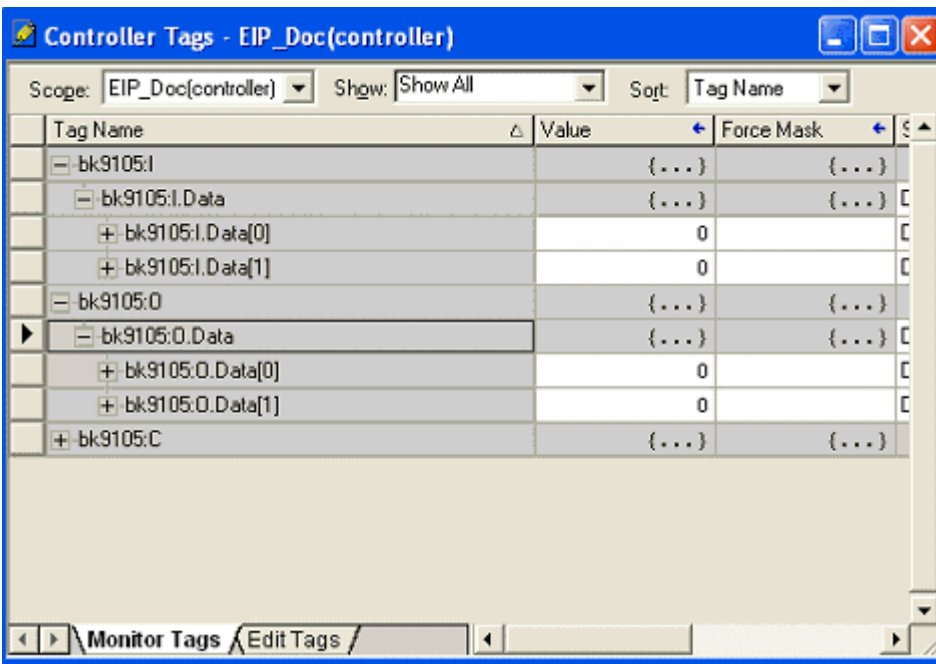 Controller Tags - EIP_Doc(controller)
Scope: EIP_Doc(controller) Show: Show All Sort: Tag Name
Tag Name Value Force Mask
bk9105:I {...} {...}
bk9105:I.Data {...} {...}
bk9105:I.Data[0] 0
bk9105:I.Data[1] 0
bk9105:O {...} {...}
bk9105:O.Data {...} {...}
bk9105:O.Data[0] 0
bk9105:O.Data[1] 0
bk9105:C {...} {...}
Monitor Tags Edit Tags